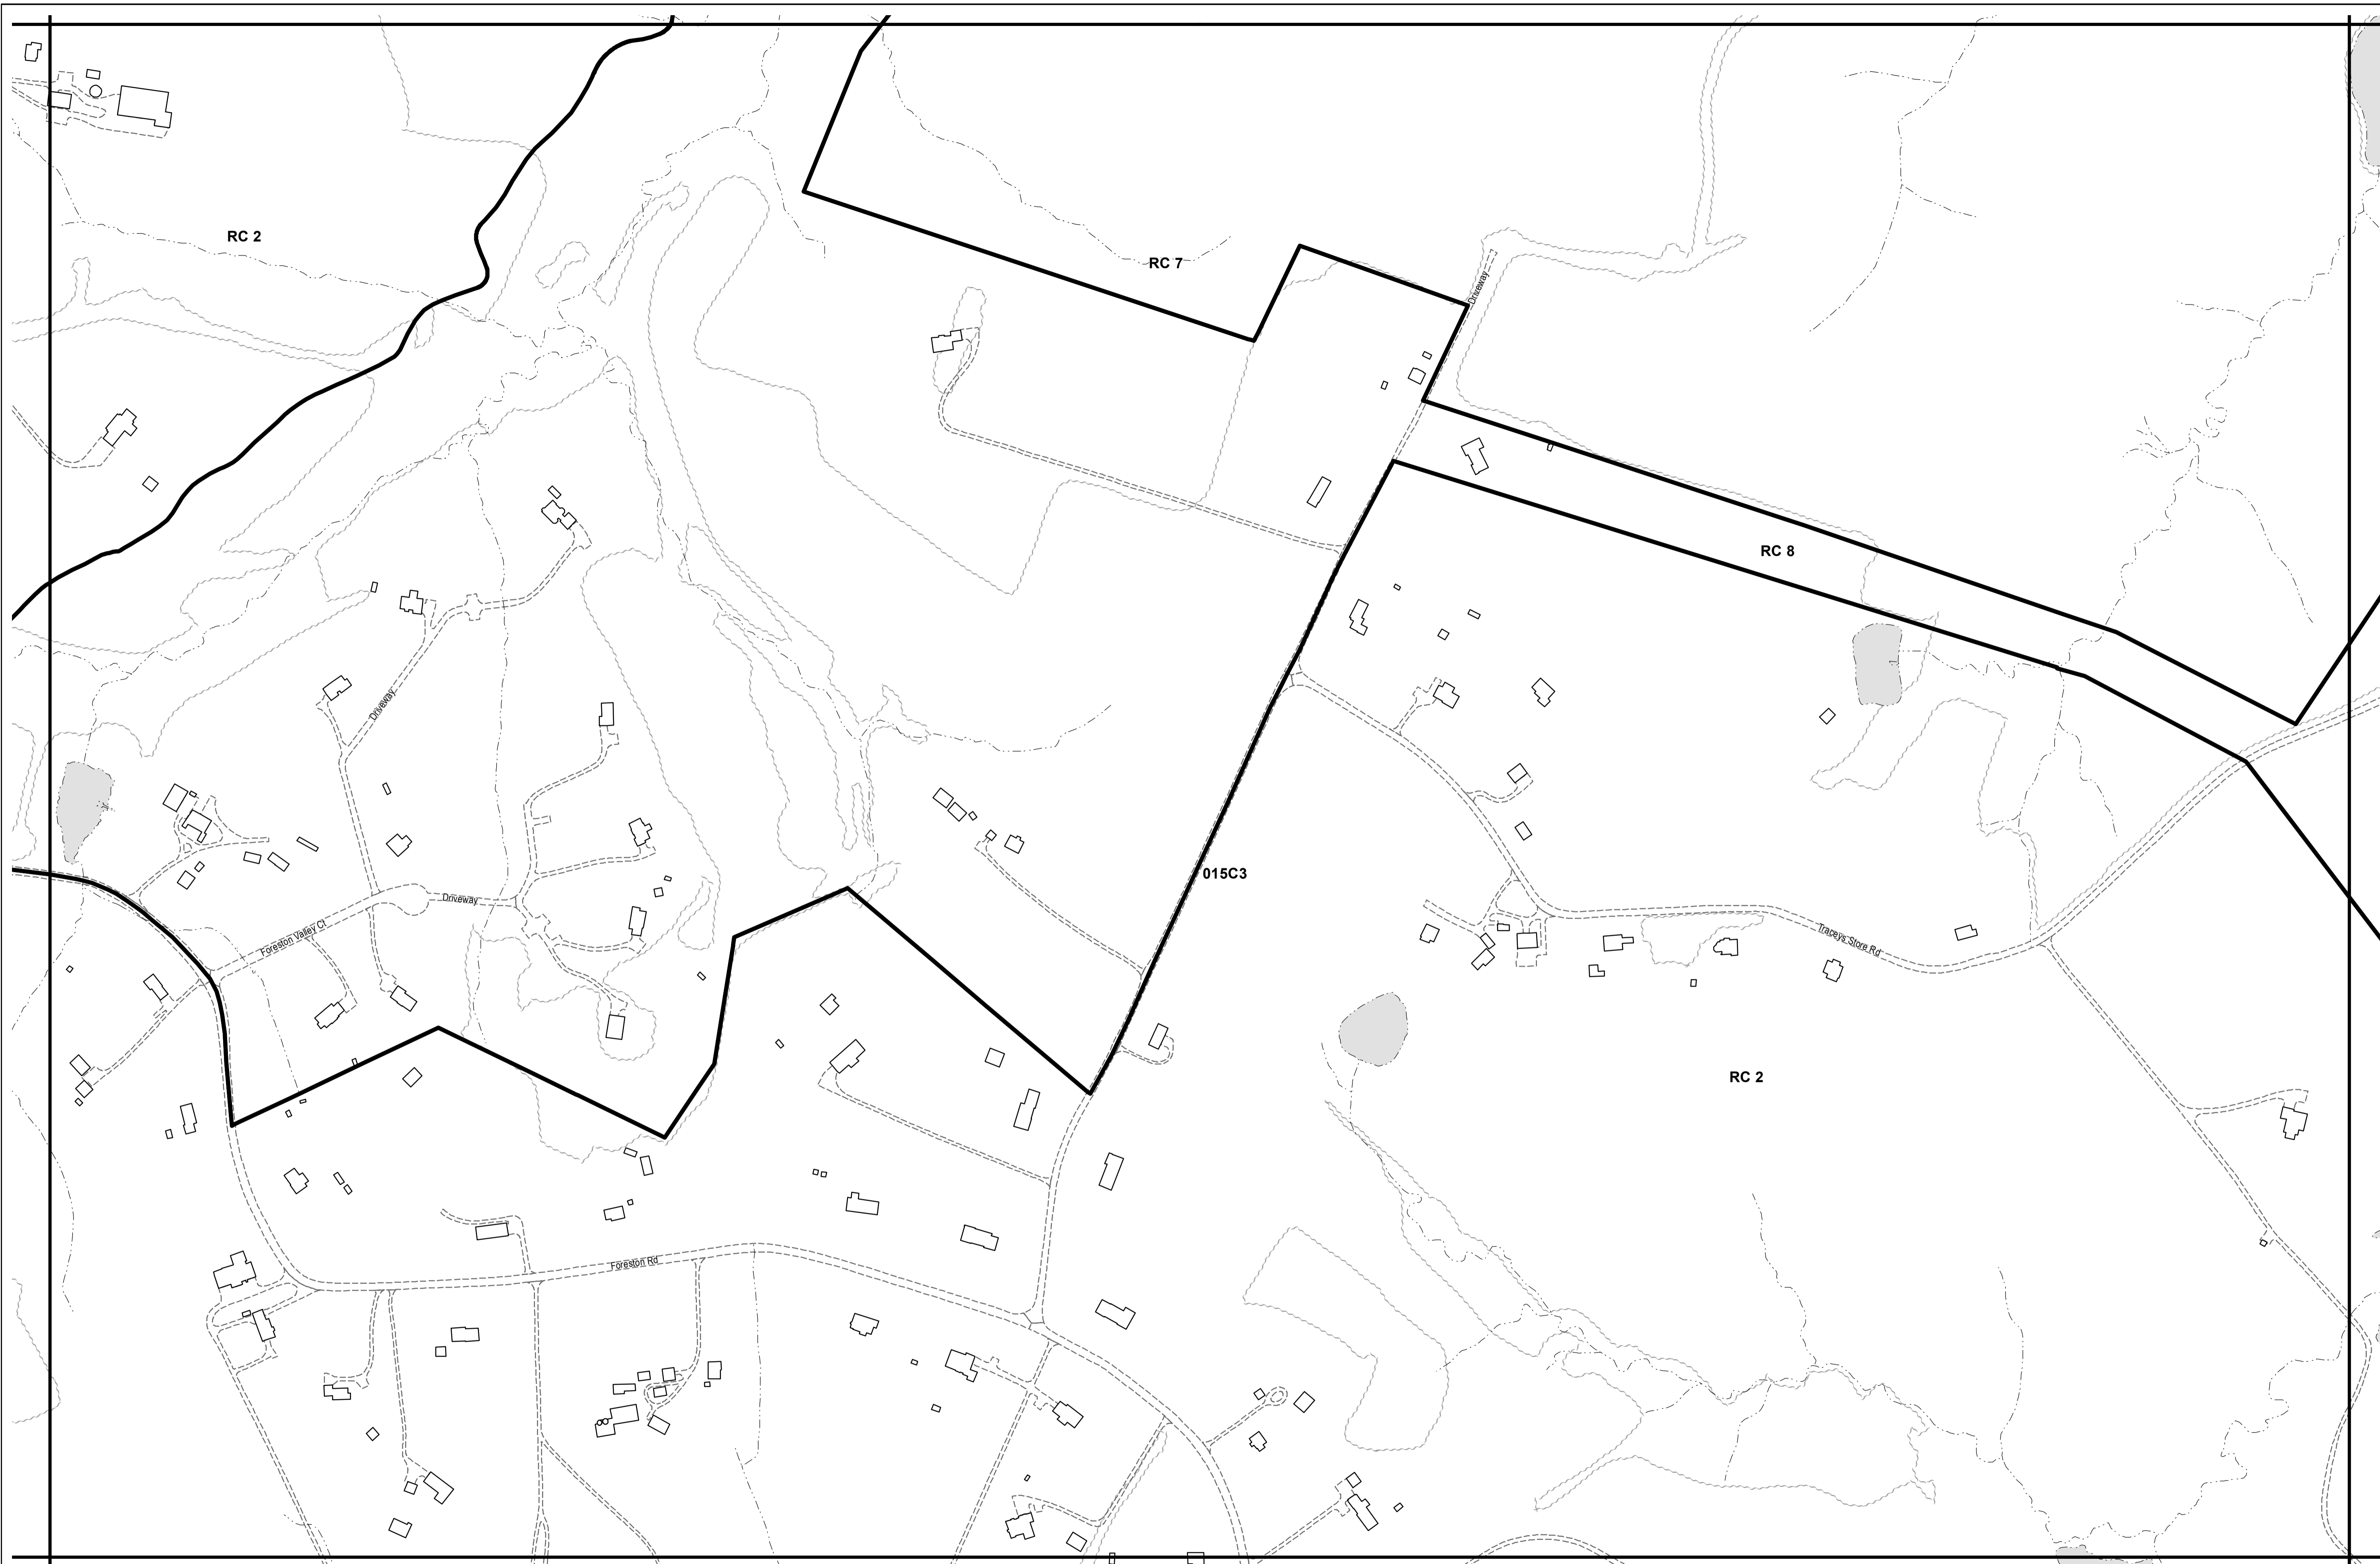 RC 2
RC 7
Driveway
RC 8
Driveway
015C3
Driveway
Foreston Valley Ct
Traceys Store Rd
RC 2
Foreston Rd